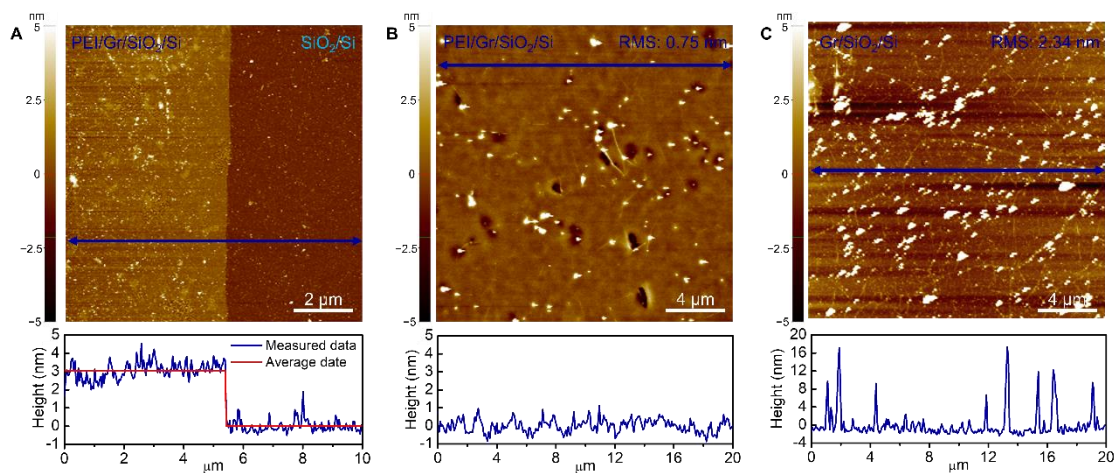 nm
A
5
PEI/Gr/SiO₂/Si
SiO₂/Si
2.5
0
-2.5
-5
2 μm
5
4
3
2
1
0
-1
Height (nm)
Measured data
Average date
0
2
4
6
8
10
μm
nm
B
5
PEI/Gr/SiO₂/Si
RMS: 0.75 nm
2.5
0
-2.5
-5
4 μm
5
4
3
2
1
0
-1
Height (nm)
0
4
8
12
16
20
μm
nm
C
5
Gr/SiO₂/Si
RMS: 2.34 nm
2.5
0
-2.5
-5
4 μm
20
16
12
8
4
0
-4
Height (nm)
0
4
8
12
16
20
μm